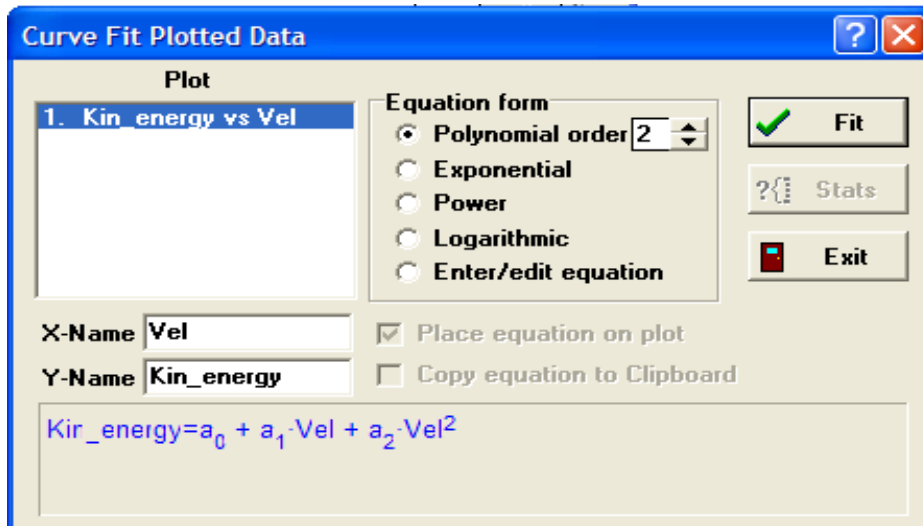 Curve Fit Plotted Data
Plot
1. Kin_energy vs Vel
Equation form
Polynomial order 2
Exponential
Power
Logarithmic
Enter/edit equation
Fit
?{ Stats
Exit
X-Name Vel
Y-Name Kin_energy
Place equation on plot
Copy equation to Clipboard
Kin_energy=a₀ + a₁·Vel + a₂·Vel²